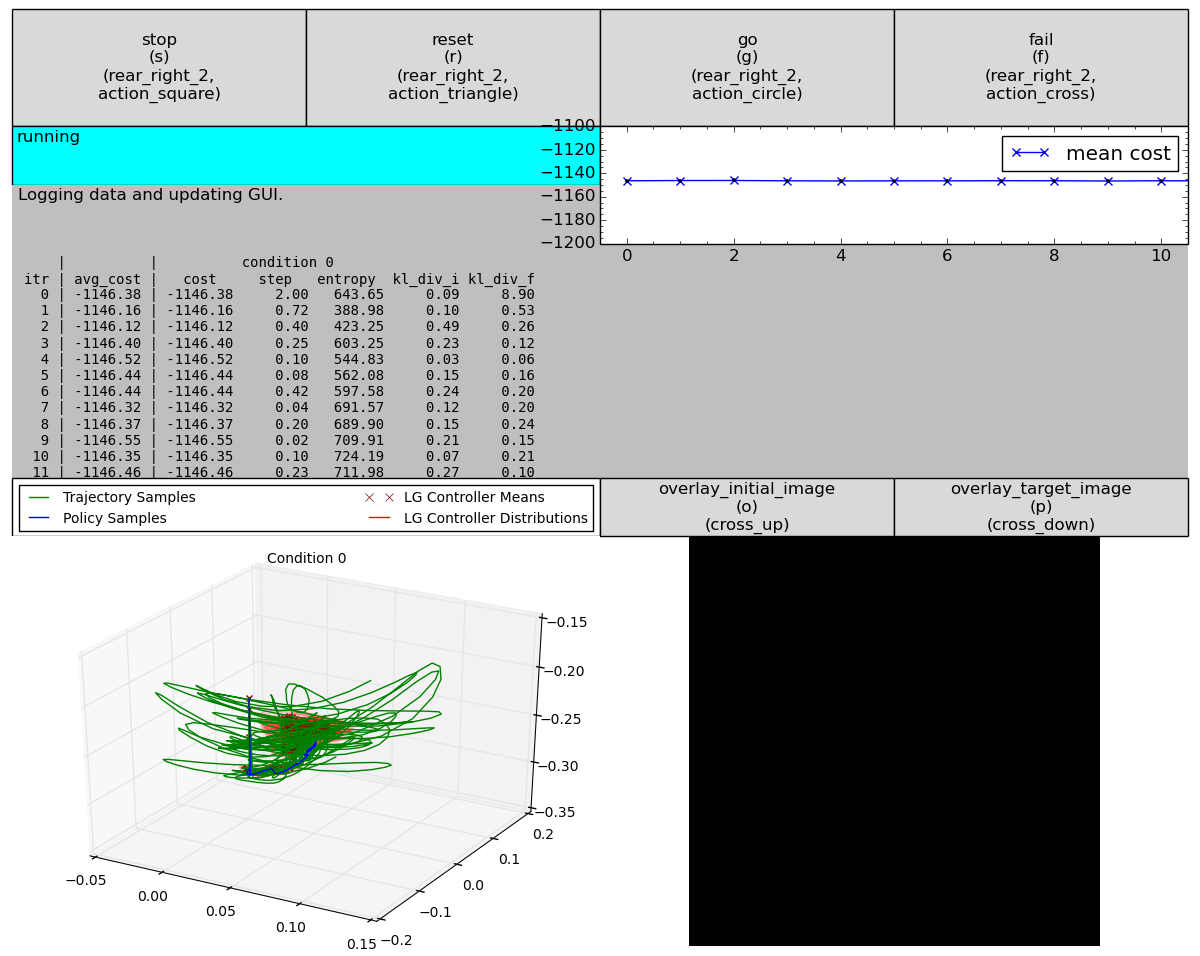 stop
(s)
(rear_right_2,
action_square)
reset
(r)
(rear_right_2,
action_triangle)
go
(g)
(rear_right_2,
action_circle)
fail
(f)
(rear_right_2,
action_cross)
running
Logging data and updating GUI.
−1100
−1120
−1140
−1160
−1180
−1200
mean cost
0 2 4 6 8 10
| | condition 0
itr | avg_cost | cost step entropy kl_div_i kl_div_f
0 | -1146.38 | -1146.38 2.00 643.65 0.09 8.90
1 | -1146.16 | -1146.16 0.72 388.98 0.10 0.53
2 | -1146.12 | -1146.12 0.40 423.25 0.49 0.26
3 | -1146.40 | -1146.40 0.25 603.25 0.23 0.12
4 | -1146.52 | -1146.52 0.10 544.83 0.03 0.06
5 | -1146.44 | -1146.44 0.08 562.08 0.15 0.16
6 | -1146.44 | -1146.44 0.42 597.58 0.24 0.20
7 | -1146.32 | -1146.32 0.04 691.57 0.12 0.20
8 | -1146.37 | -1146.37 0.20 689.90 0.15 0.24
9 | -1146.55 | -1146.55 0.02 709.91 0.21 0.15
10 | -1146.35 | -1146.35 0.10 724.19 0.07 0.21
11 | -1146.46 | -1146.46 0.23 711.98 0.27 0.10
Trajectory Samples
Policy Samples
LG Controller Means
LG Controller Distributions
overlay_initial_image
(o)
(cross_up)
overlay_target_image
(p)
(cross_down)
Condition 0
−0.15
−0.20
−0.25
−0.30
−0.35
0.2
0.1
0.0
−0.1
−0.2
−0.05
0.00
0.05
0.10
0.15